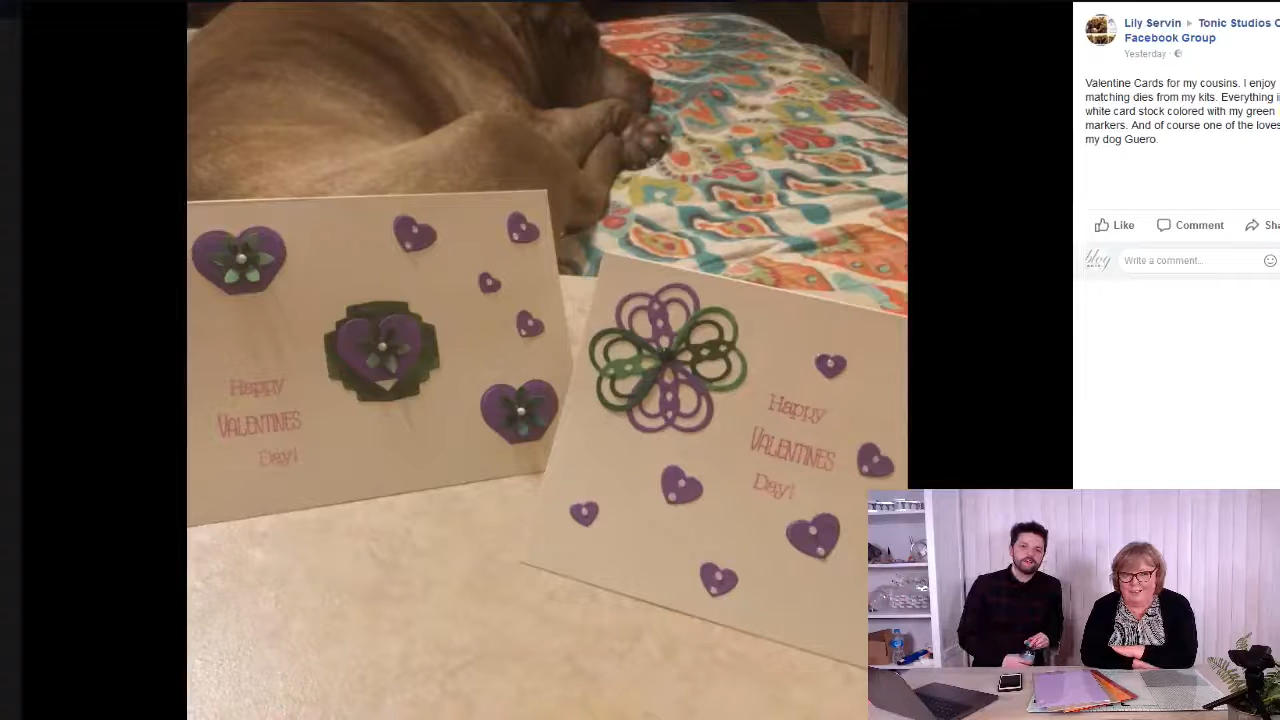 Lily Servin ▸ Tonic Studios C
Facebook Group
Yesterday ·
Valentine Cards for my cousins. I enjoy
matching dies from my kits. Everything i
white card stock colored with my green
markers. And of course one of the loves
my dog Guero.
Like Comment Sha
blog
Write a comment...
Happy
VALENTINES
Day!
Happy
VALENTINES
Day!